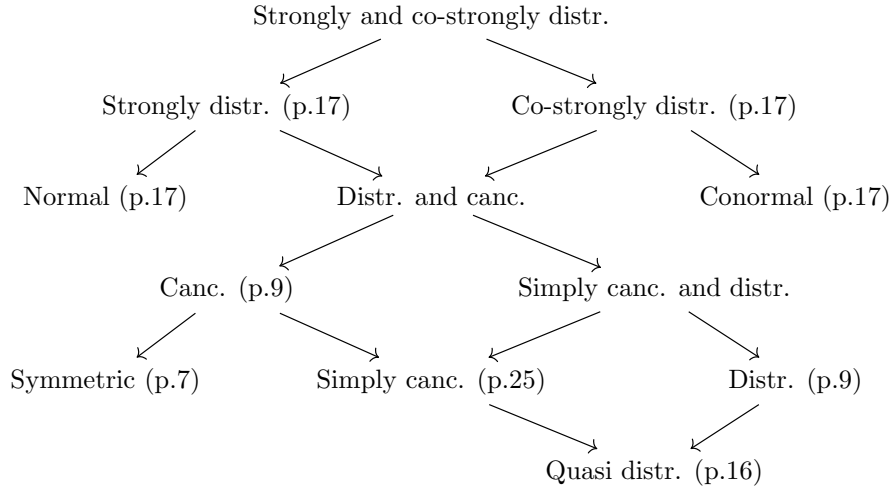 Strongly and co-strongly distr.
Strongly distr. (p.17) Co-strongly distr. (p.17)
Normal (p.17) Distr. and canc. Conormal (p.17)
Canc. (p.9) Simply canc. and distr.
Symmetric (p.7) Simply canc. (p.25) Distr. (p.9)
Quasi distr. (p.16)